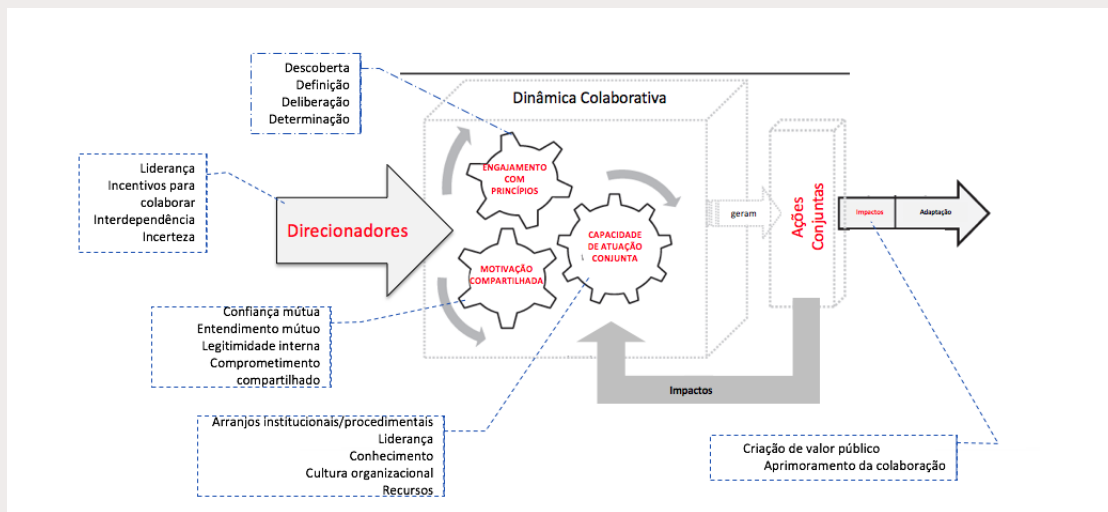 Descoberta
Definição
Deliberação
Determinação
Dinâmica Colaborativa
Liderança
Incentivos para
colaborar
Interdependência
Incerteza
Direcionadores
ENGAJAMENTO
COM
PRINCÍPIOS
CAPACIDADE
DE ATUAÇÃO
CONJUNTA
MOTIVAÇÃO
COMPARTILHADA
geram
Ações
Conjuntas
Impactos
Adaptação
Confiança mútua
Entendimento mútuo
Legitimidade interna
Comprometimento
compartilhado
Impactos
Arranjos institucionais/procedimentais
Liderança
Conhecimento
Cultura organizacional
Recursos
Criação de valor público
Aprimoramento da colaboração